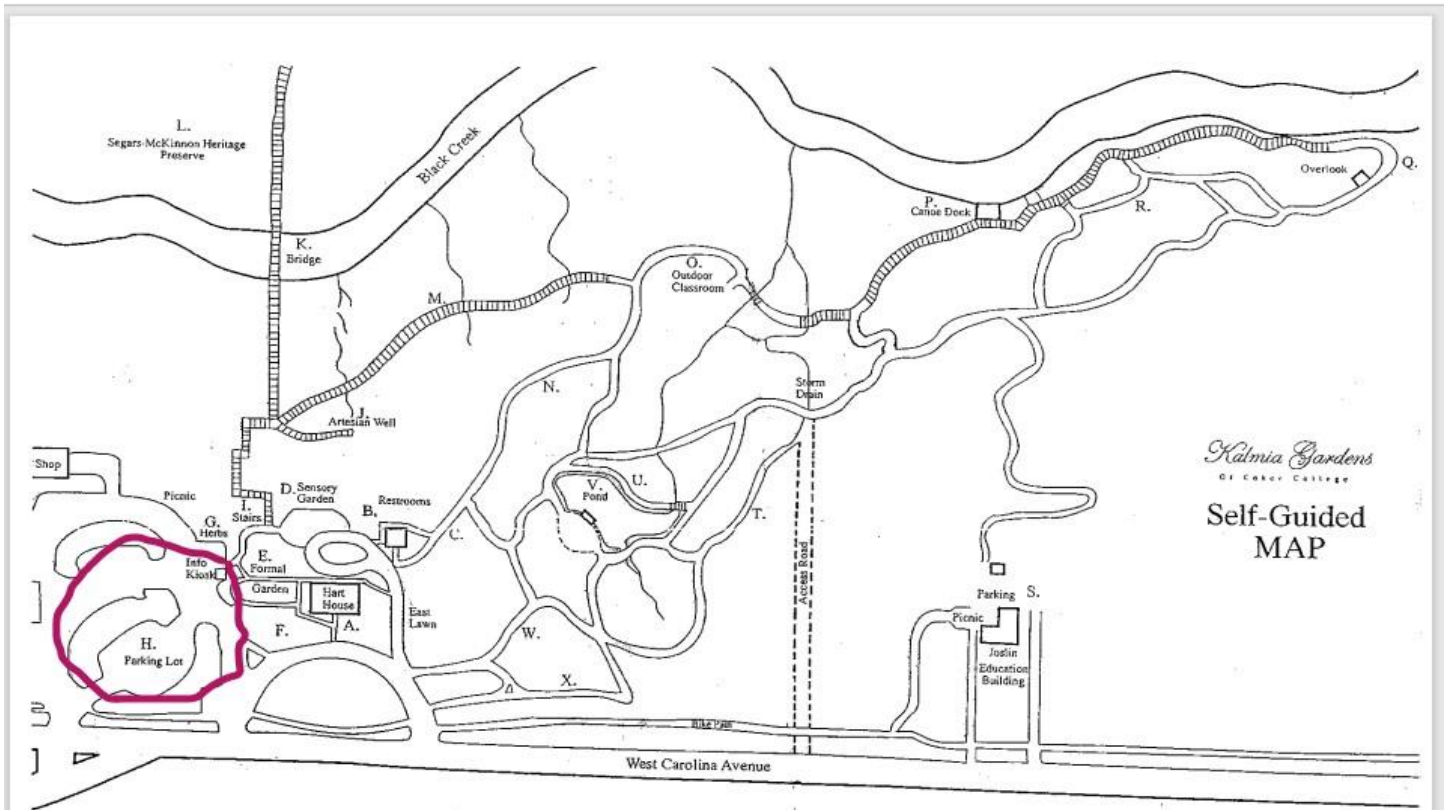 L.
Segars-McKinnon Heritage
Preserve
Black Creek
K.
Bridge
M.
J.
Artesian Well
Shop
Picnic
I.
Stairs
G.
Herbs
D. Sensory
Garden
B.
Restrooms
C.
Info
Kiosk
E.
Formal
Garden
Hart
House
A.
F.
East
Lawn
H.
Parking Lot
N.
O.
Outdoor
Classroom
P.
Canoe Dock
Overlook
Q.
R.
Storm
Drain
V.
Pond
U.
T.
Access Road
W.
X.
Bike Path
West Carolina Avenue
Parking
S.
Picnic
Joslin
Education
Building
Kalmia Gardens
Of Coker College
Self-Guided
MAP